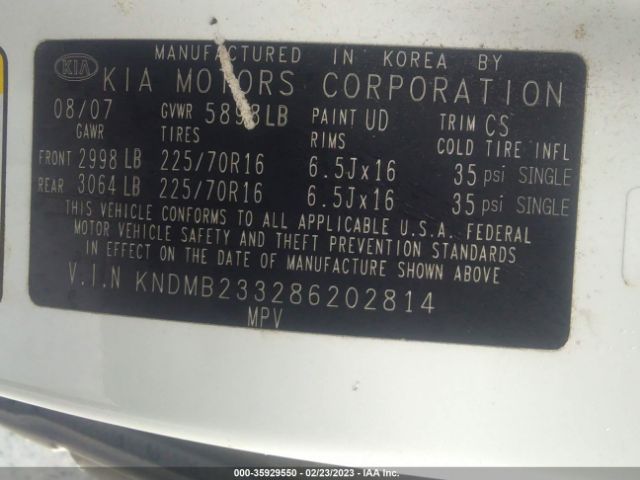 MANUFACTURED IN KOREA BY
KIA KIA MOTORS CORPORATION
08/07 GVWR 5898LB PAINT UD TRIM CS
GAWR TIRES RIMS COLD TIRE INFL
FRONT 2998 LB 225/70R16 6.5Jx16 35 psi SINGLE
REAR 3064 LB 225/70R16 6.5Jx16 35 psi SINGLE
THIS VEHICLE CONFORMS TO ALL APPLICABLE U.S.A. FEDERAL
MOTOR VEHICLE SAFETY AND THEFT PREVENTION STANDARDS
IN EFFECT ON THE DATE OF MANUFACTURE SHOWN ABOVE
V.I.N KNDMB233286202814
MPV
000-35929550 - 02/23/2023 - IAA Inc.